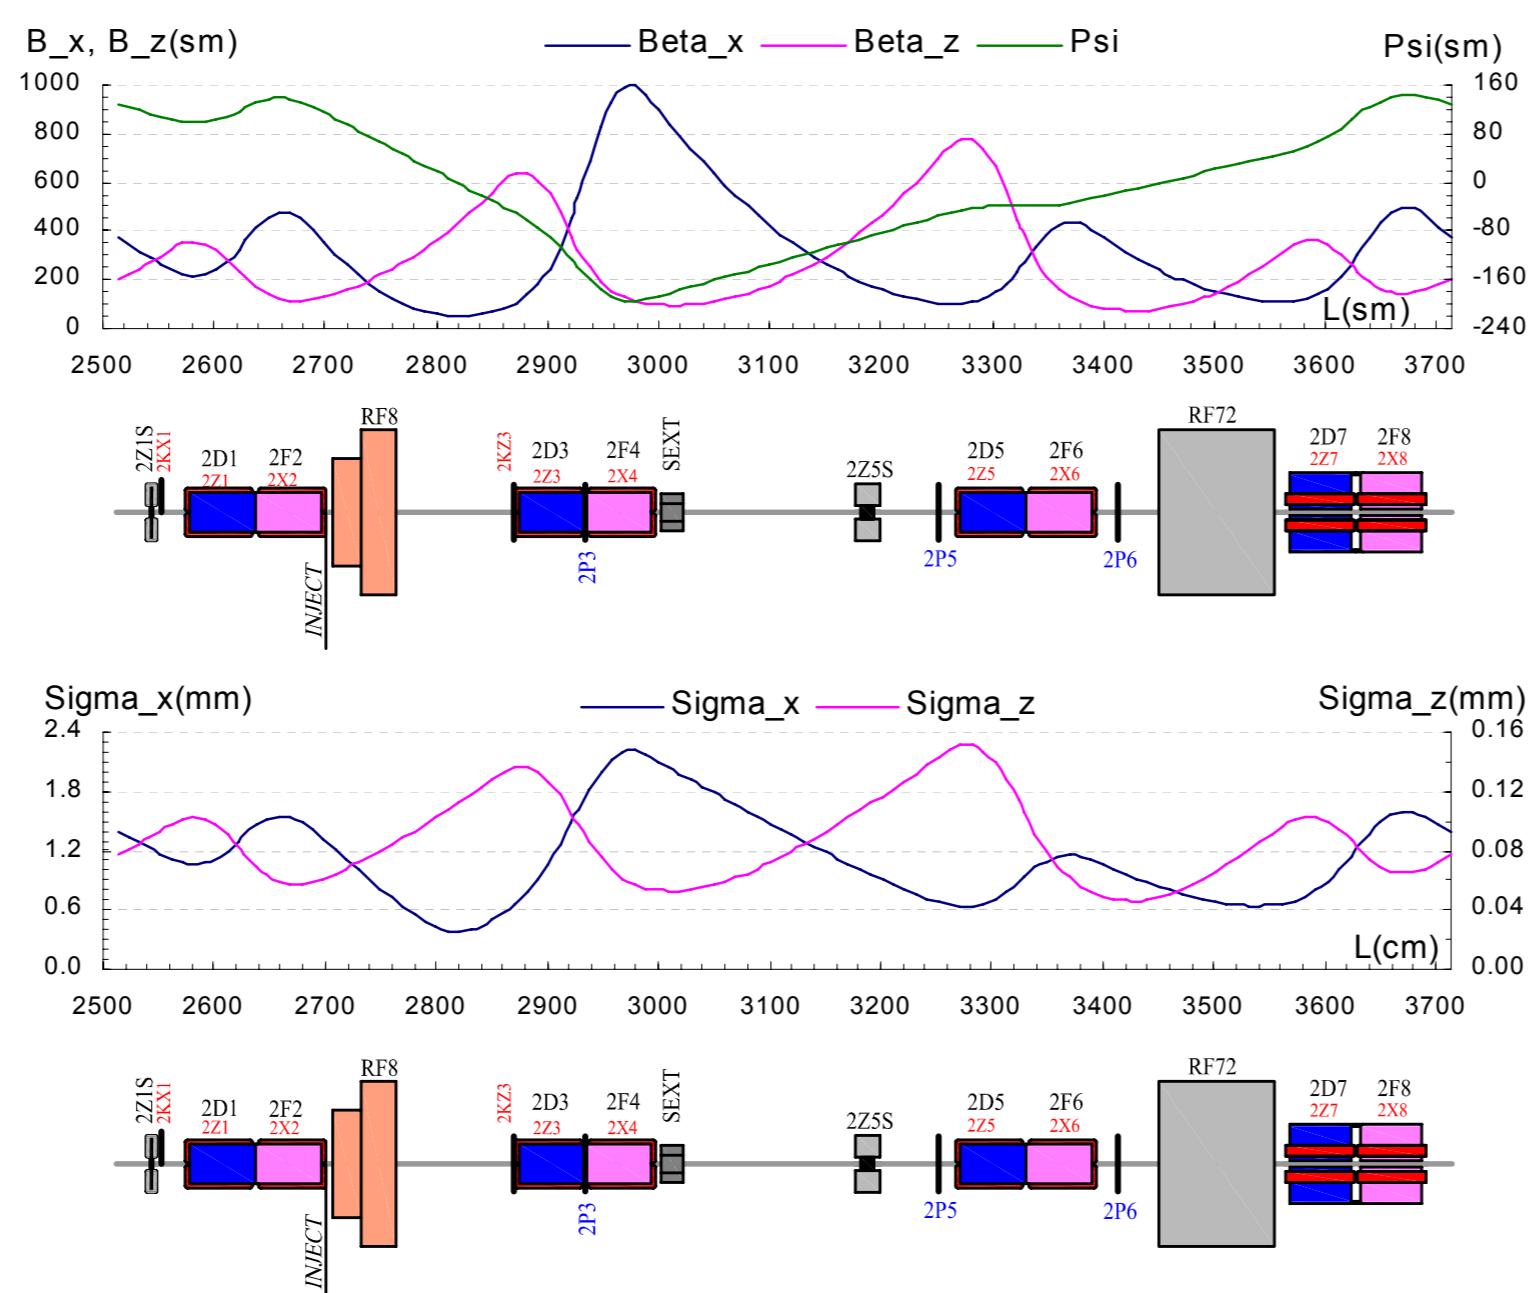 B_x, B_z(sm) Beta_x Beta_z Psi Psi(sm)
1000 160
800 80
600 0
400 -80
200 -160
0 L(sm) -240
2500 2600 2700 2800 2900 3000 3100 3200 3300 3400 3500 3600 3700
2Z1S 2KX1 2D1 2Z1 2F2 2X2 RF8 2KZ3 2D3 2Z3 2F4 2X4 SEXT 2Z5S 2D5 2Z5 2F6 2X6 RF72 2D7 2Z7 2F8 2X8
INJECT 2P3 2P5 2P6
Sigma_x(mm) Sigma_x Sigma_z Sigma_z(mm)
2.4 0.16
1.8 0.12
1.2 0.08
0.6 0.04
0.0 L(cm) 0.00
2500 2600 2700 2800 2900 3000 3100 3200 3300 3400 3500 3600 3700
2Z1S 2KX1 2D1 2Z1 2F2 2X2 RF8 2KZ3 2D3 2Z3 2F4 2X4 SEXT 2Z5S 2D5 2Z5 2F6 2X6 RF72 2D7 2Z7 2F8 2X8
INJECT 2P3 2P5 2P6